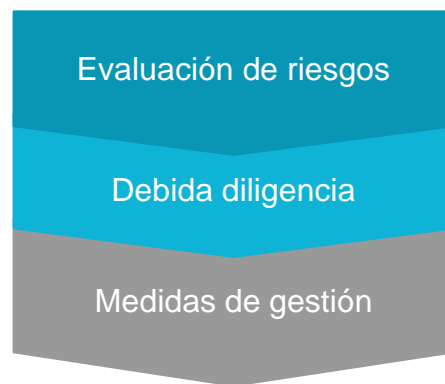 Evaluación de riesgos
Debida diligencia
Medidas de gestión